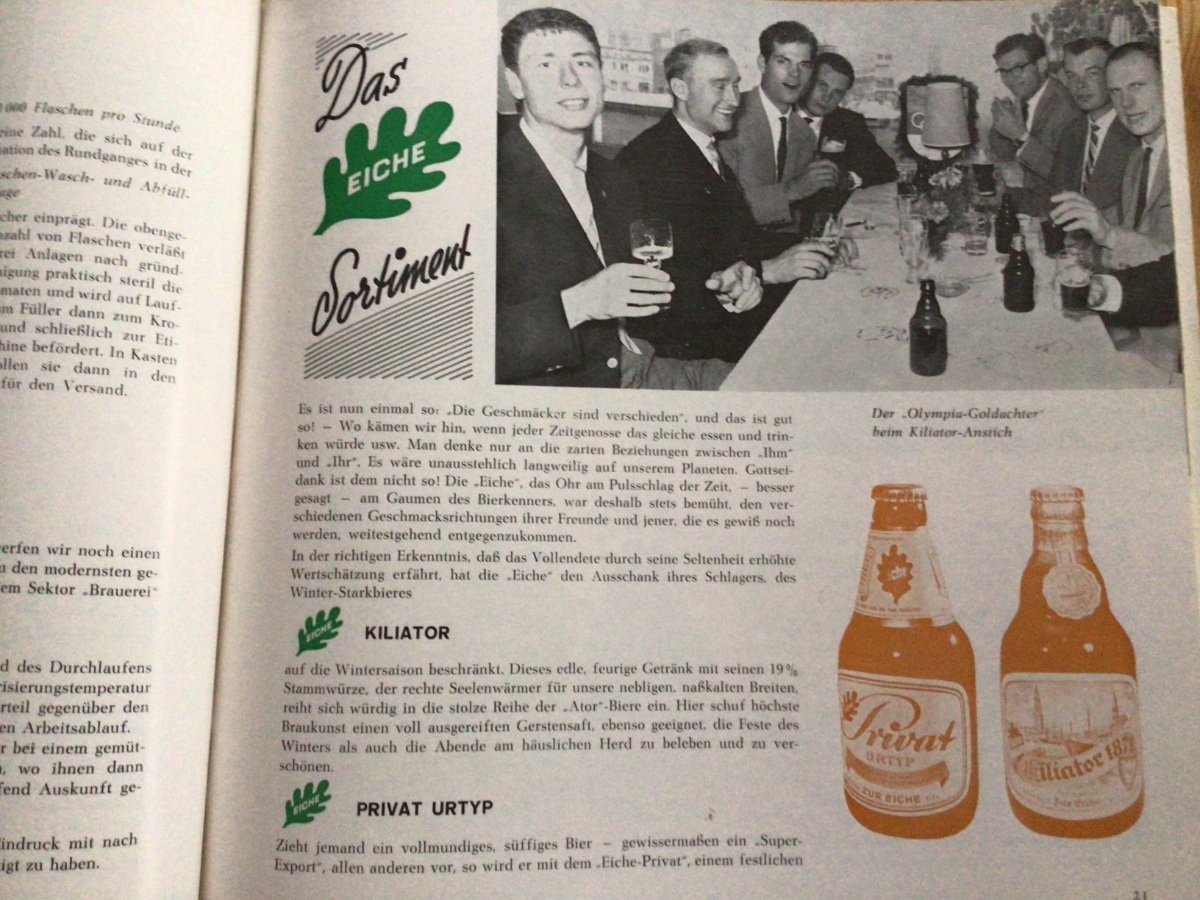 000 Flaschen pro Stunde
eine Zahl, die sich auf der
ation des Rundganges in der
schen-Wasch- und Abfüll-
age
cher einprägt. Die obenge-
nzahl von Flaschen verläßt
rei Anlagen nach gründ-
nigung praktisch steril die
maten und wird auf Lauf-
m Füller dann zum Kro-
und schließlich zur Eti-
hine befördert. In Kasten
ollen sie dann in den
für den Versand.
erfen wir noch einen
u den modernsten ge-
em Sektor „Brauerei"
d des Durchlaufens
risierungstemperatur
rteil gegenüber den
en Arbeitsablauf.
r bei einem gemüt-
, wo ihnen dann
fend Auskunft ge-
indruck mit nach
igt zu haben.
Das
EICHE
Sortiment
Es ist nun einmal so: „Die Geschmäcker sind verschieden", und das ist gut
so! – Wo kämen wir hin, wenn jeder Zeitgenosse das gleiche essen und trin-
ken würde usw. Man denke nur an die zarten Beziehungen zwischen „Ihm"
und „Ihr". Es wäre unausstehlich langweilig auf unserem Planeten. Gottsei-
dank ist dem nicht so! Die „Eiche", das Ohr am Pulsschlag der Zeit, – besser
gesagt – am Gaumen des Bierkenners, war deshalb stets bemüht, den ver-
schiedenen Geschmacksrichtungen ihrer Freunde und jener, die es gewiß noch
werden, weitestgehend entgegenzukommen.
In der richtigen Erkenntnis, daß das Vollendete durch seine Seltenheit erhöhte
Wertschätzung erfährt, hat die „Eiche" den Ausschank ihres Schlagers, des
Winter-Starkbieres
EICHE KILIATOR
auf die Wintersaison beschränkt. Dieses edle, feurige Getränk mit seinen 19%
Stammwürze, der rechte Seelenwärmer für unsere nebligen, naßkalten Breiten,
reiht sich würdig in die stolze Reihe der „Ator"-Biere ein. Hier schuf höchste
Braukunst einen voll ausgereiften Gerstensaft, ebenso geeignet, die Feste des
Winters als auch die Abende am häuslichen Herd zu beleben und zu ver-
schönen.
EICHE PRIVAT URTYP
Zieht jemand ein vollmundiges, süffiges Bier – gewissermaßen ein „Super-
Export", allen anderen vor, so wird er mit dem „Eiche-Privat", einem festlichen
Der „Olympia-Goldachter"
beim Kiliator-Anstich
Eiche
Privat
URTYP
ZUR EICHE
Kiliator 187
Zur Eiche
21